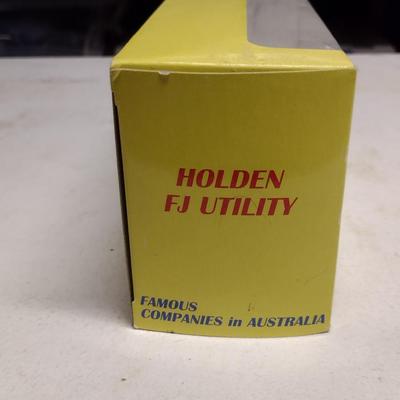 HOLDEN
FJ UTILITY
FAMOUS
COMPANIES in AUSTRALIA